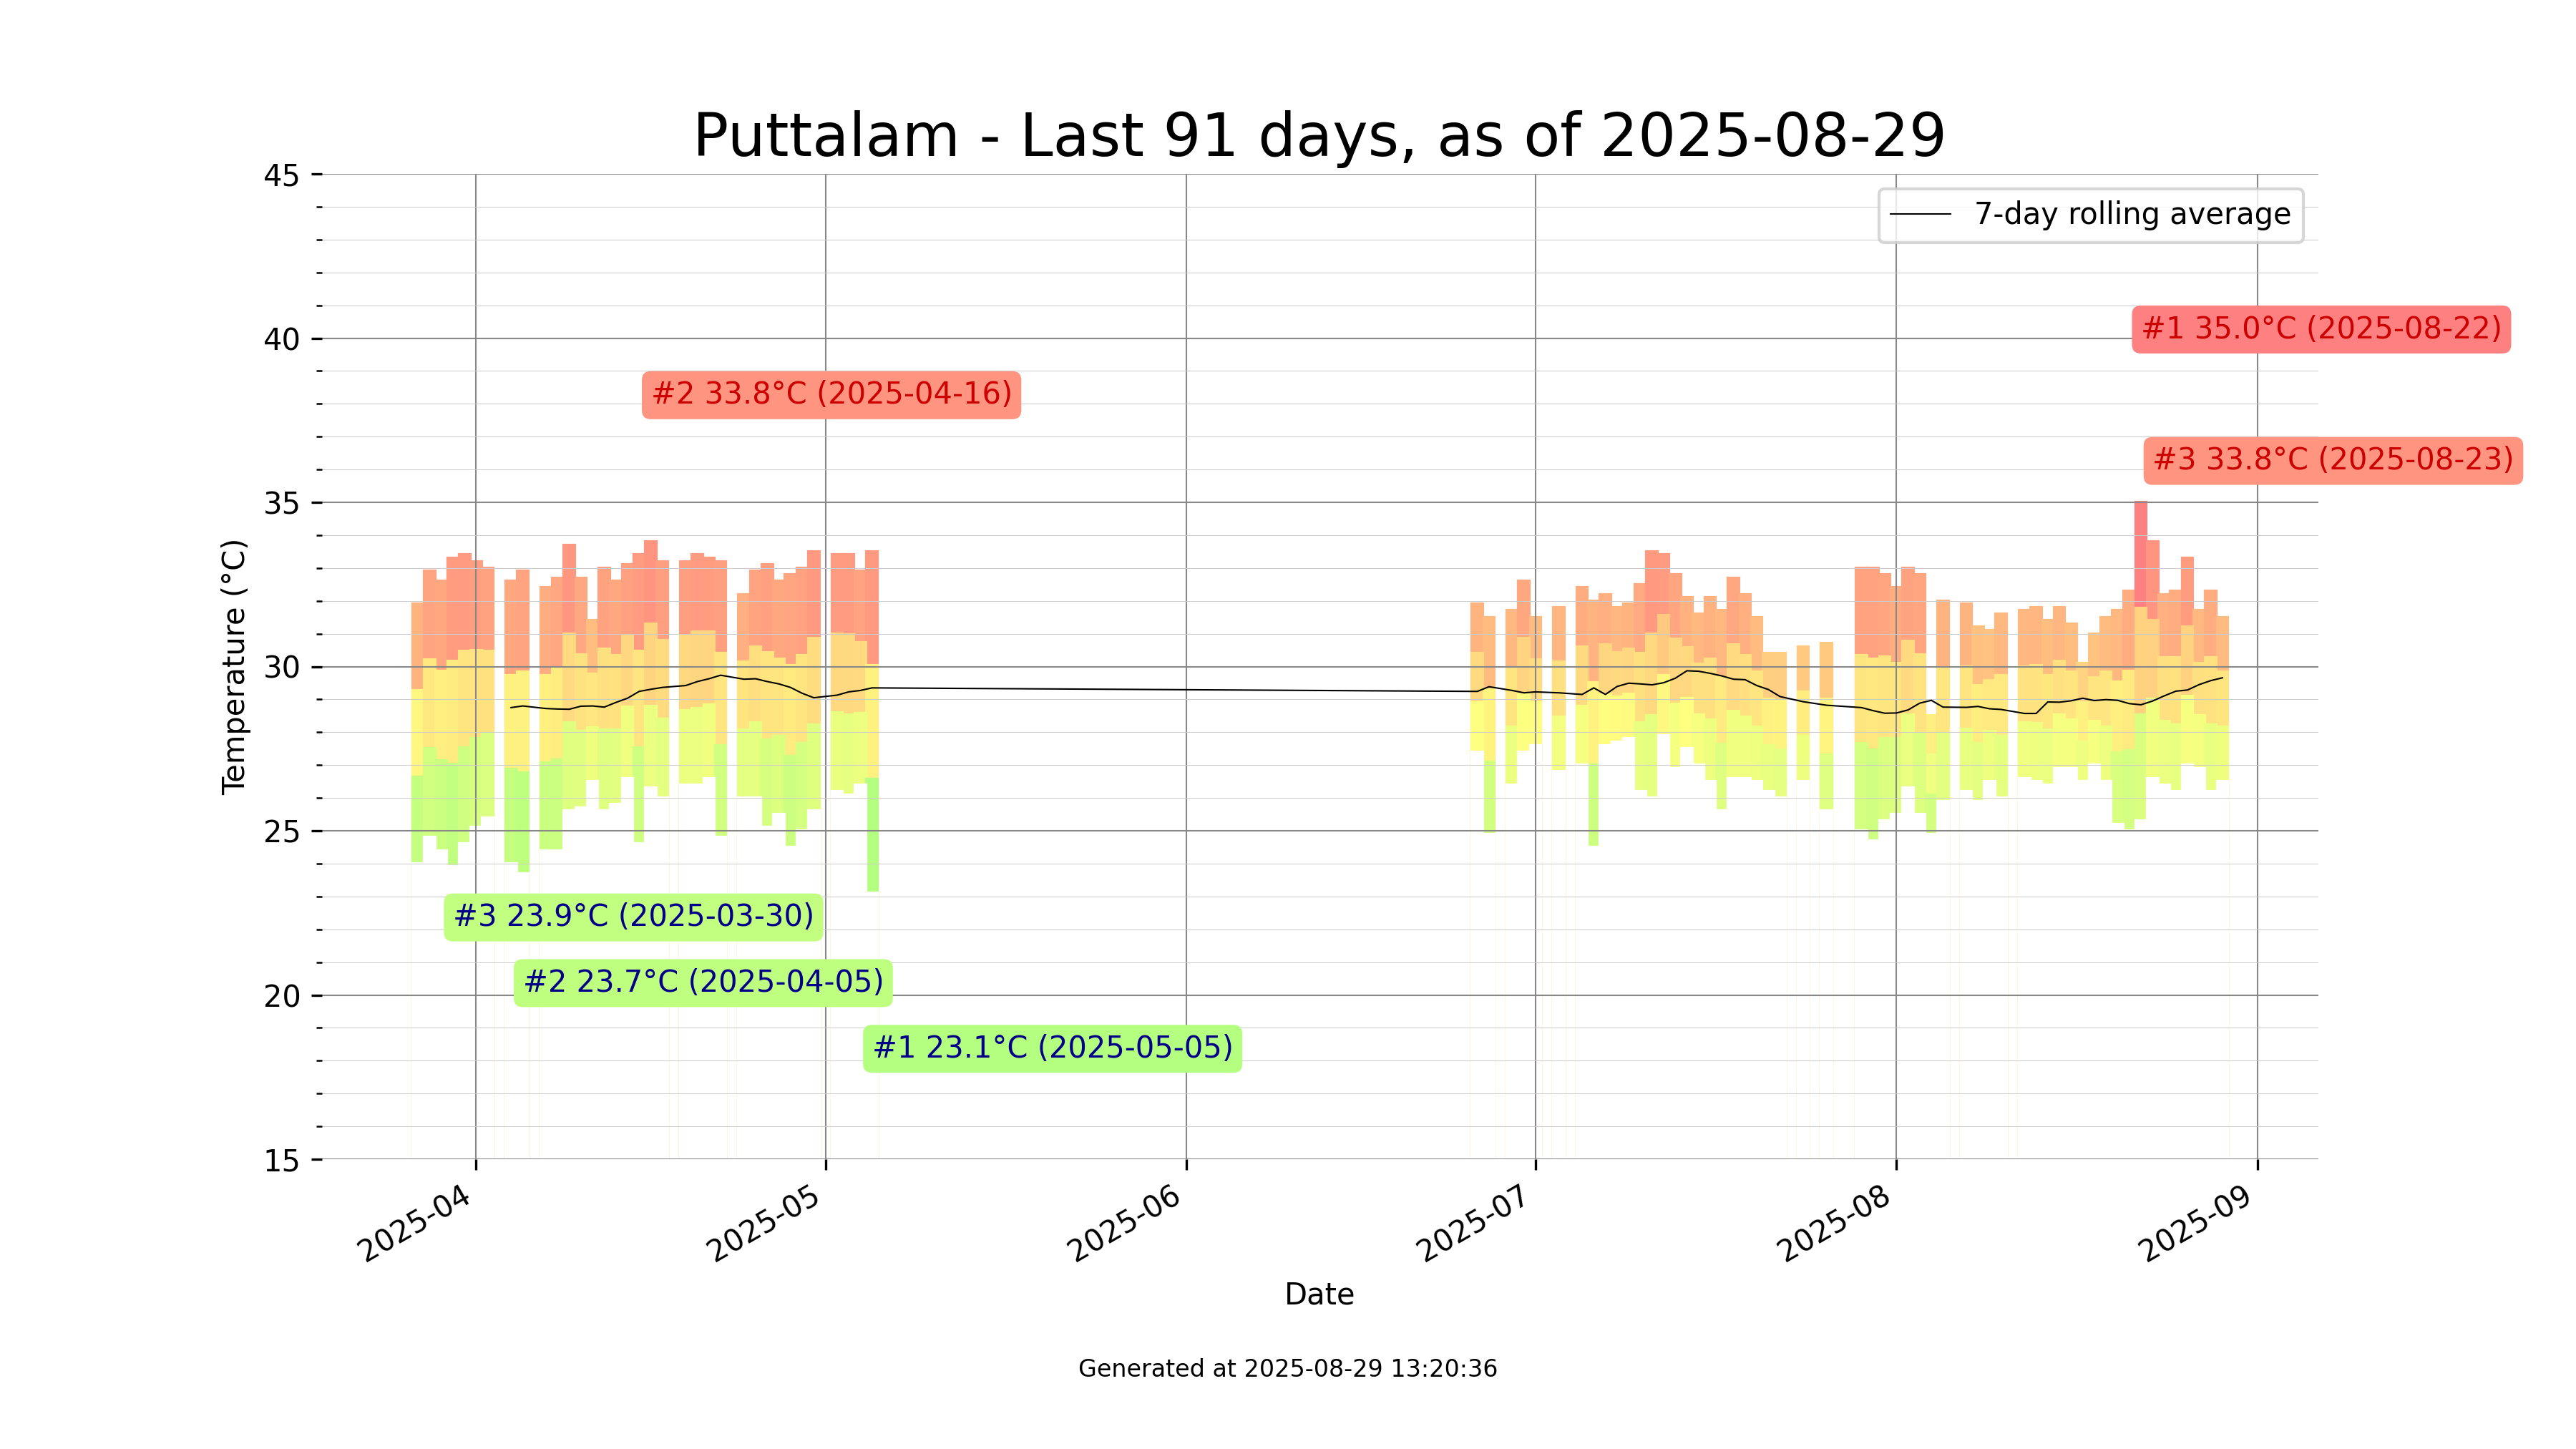 Puttalam - Last 91 days, as of 2025-08-29
7-day rolling average
#1 35.0°C (2025-08-22)
#2 33.8°C (2025-04-16)
#3 33.8°C (2025-08-23)
#3 23.9°C (2025-03-30)
#2 23.7°C (2025-04-05)
#1 23.1°C (2025-05-05)
Temperature (°C)
45
40
35
30
25
20
15
2025-04
2025-05
2025-06
2025-07
2025-08
2025-09
Date
Generated at 2025-08-29 13:20:36